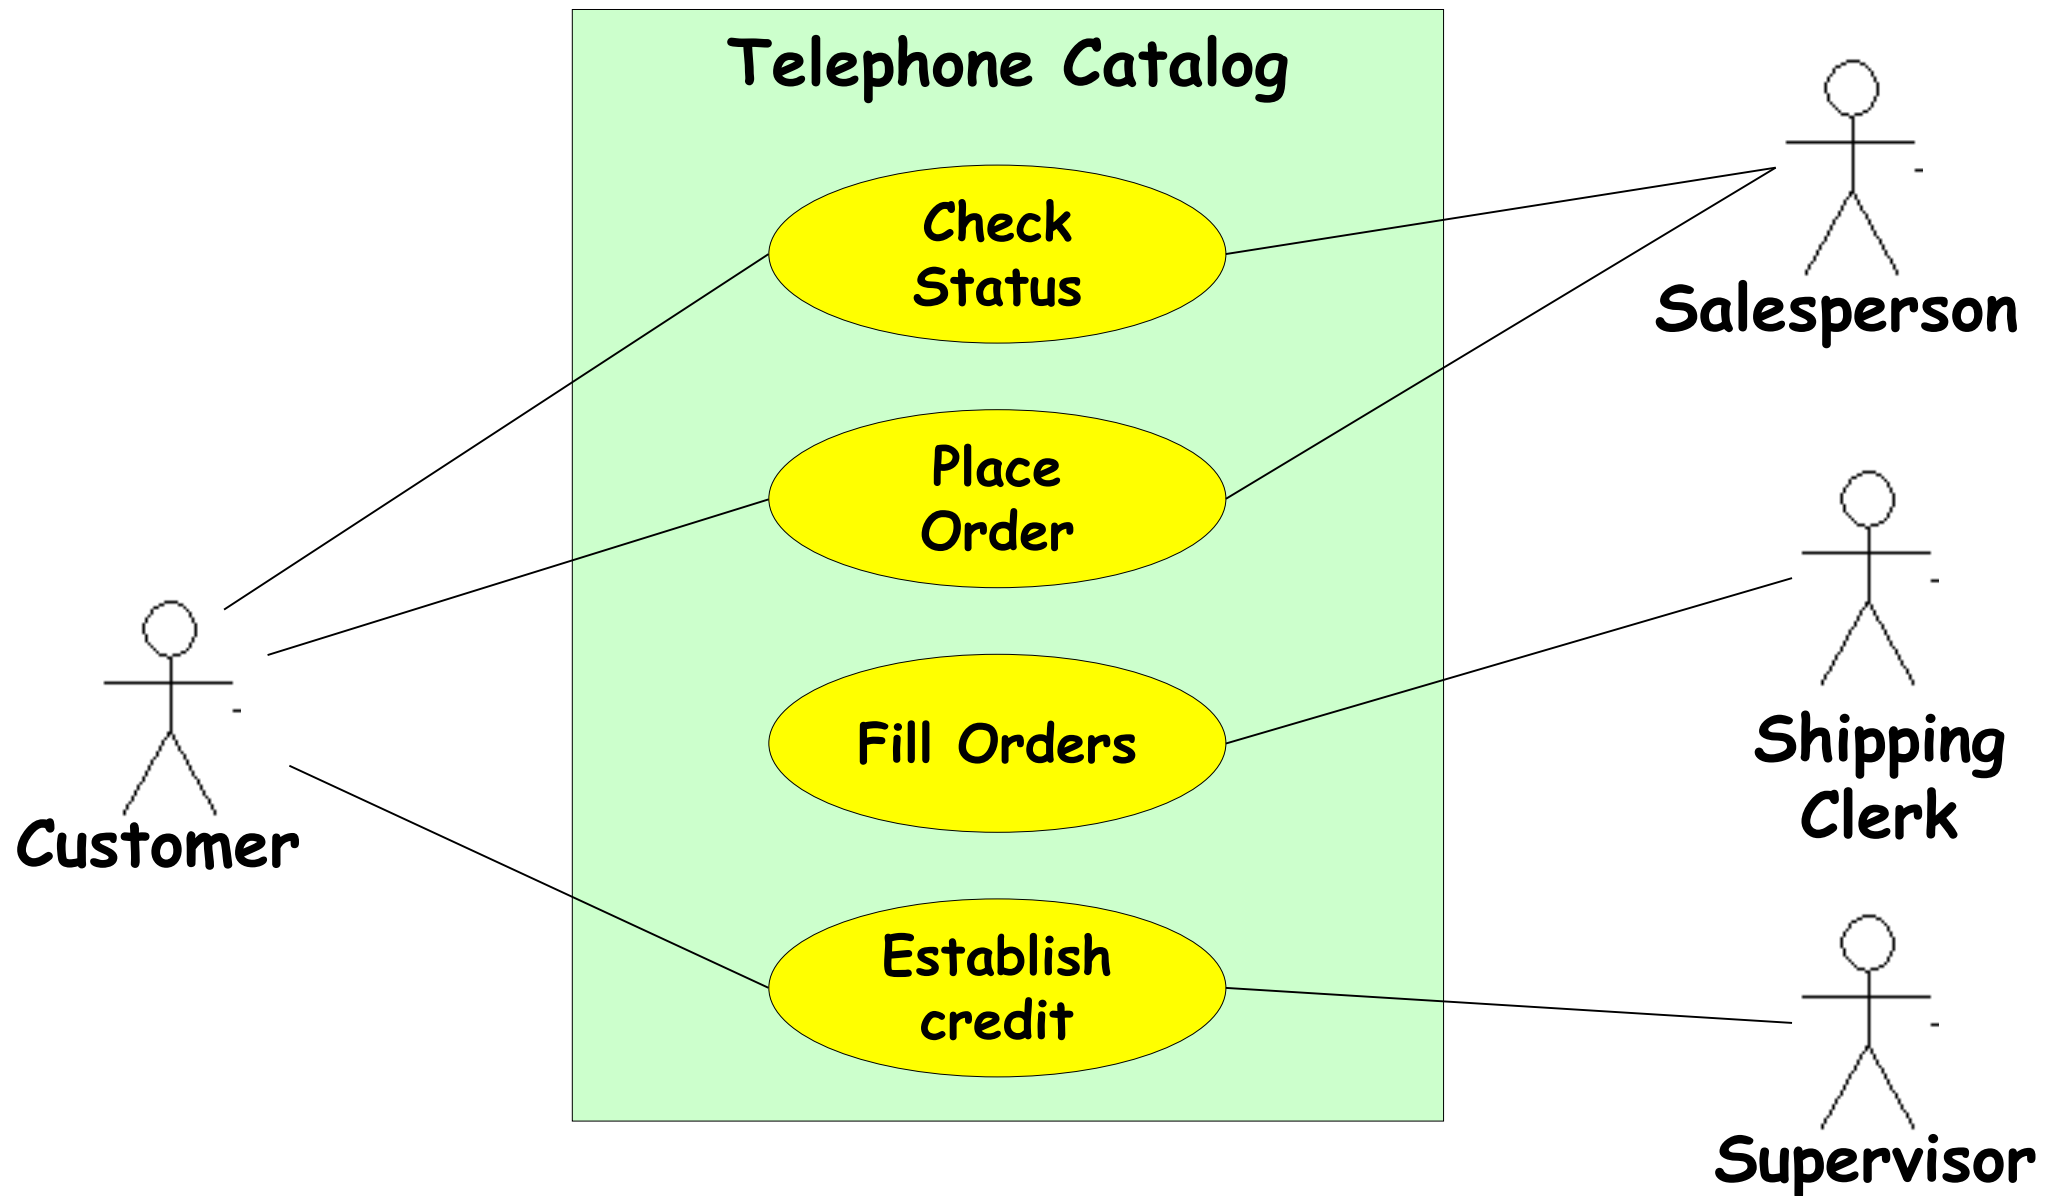 Telephone Catalog
Check
Status
Salesperson
Place
Order
Customer
Fill Orders
Shipping
Clerk
Establish
credit
Supervisor